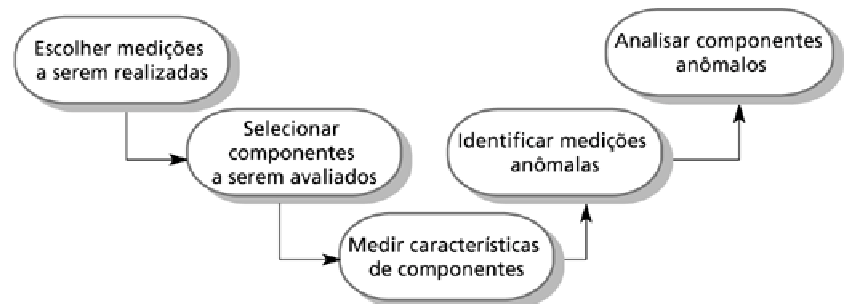 Escolher medições
a serem realizadas
Selecionar
componentes
a serem avaliados
Medir características
de componentes
Identificar medições
anômalas
Analisar componentes
anômalos